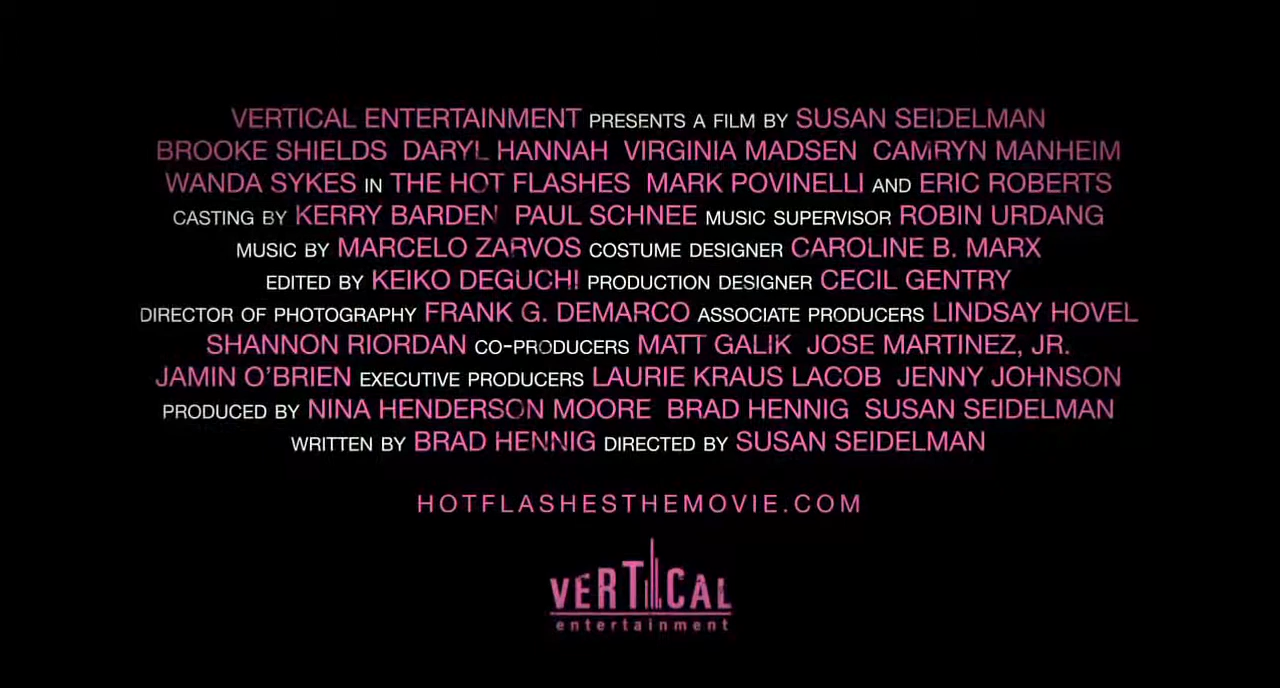 VERTICAL ENTERTAINMENT PRESENTS A FILM BY SUSAN SEIDELMAN
BROOKE SHIELDS DARYL HANNAH VIRGINIA MADSEN CAMRYN MANHEIM
WANDA SYKES IN THE HOT FLASHES MARK POVINELLI AND ERIC ROBERTS
CASTING BY KERRY BARDEN PAUL SCHNEE MUSIC SUPERVISOR ROBIN URDANG
MUSIC BY MARCELO ZARVOS COSTUME DESIGNER CAROLINE B. MARX
EDITED BY KEIKO DEGUCHI PRODUCTION DESIGNER CECIL GENTRY
DIRECTOR OF PHOTOGRAPHY FRANK G. DEMARCO ASSOCIATE PRODUCERS LINDSAY HOVEL
SHANNON RIORDAN CO-PRODUCERS MATT GALIK JOSE MARTINEZ, JR.
JAMIN O'BRIEN EXECUTIVE PRODUCERS LAURIE KRAUS LACOB JENNY JOHNSON
PRODUCED BY NINA HENDERSON MOORE BRAD HENNIG SUSAN SEIDELMAN
WRITTEN BY BRAD HENNIG DIRECTED BY SUSAN SEIDELMAN
HOTFLASHESTHEMOVIE.COM
VERTICAL
entertainment